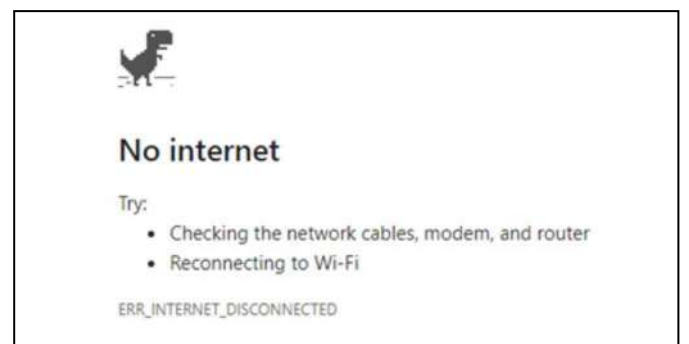 No internet
Try:
• Checking the network cables, modem, and router
• Reconnecting to Wi-Fi
ERR_INTERNET_DISCONNECTED